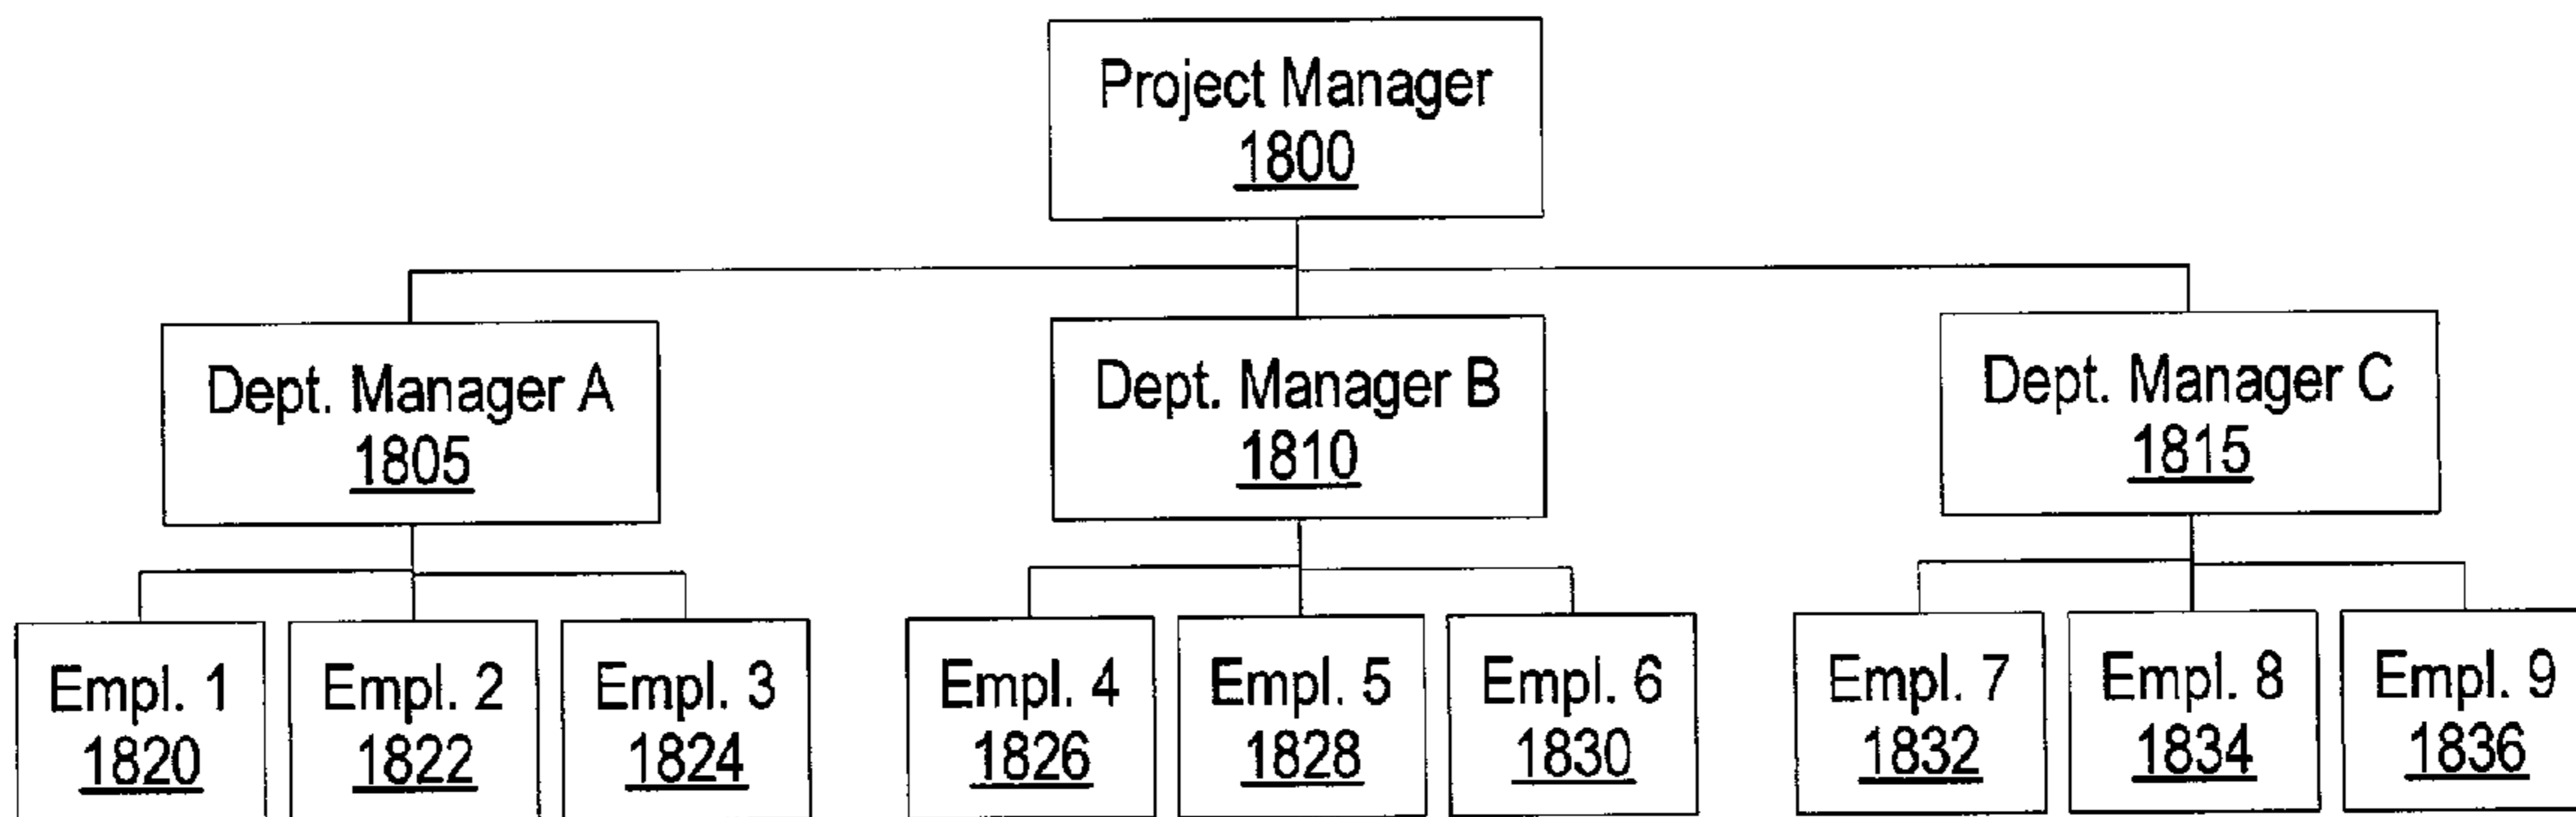 Project Manager
1800
Dept. Manager A
1805
Dept. Manager B
1810
Dept. Manager C
1815
Empl. 1
1820
Empl. 2
1822
Empl. 3
1824
Empl. 4
1826
Empl. 5
1828
Empl. 6
1830
Empl. 7
1832
Empl. 8
1834
Empl. 9
1836